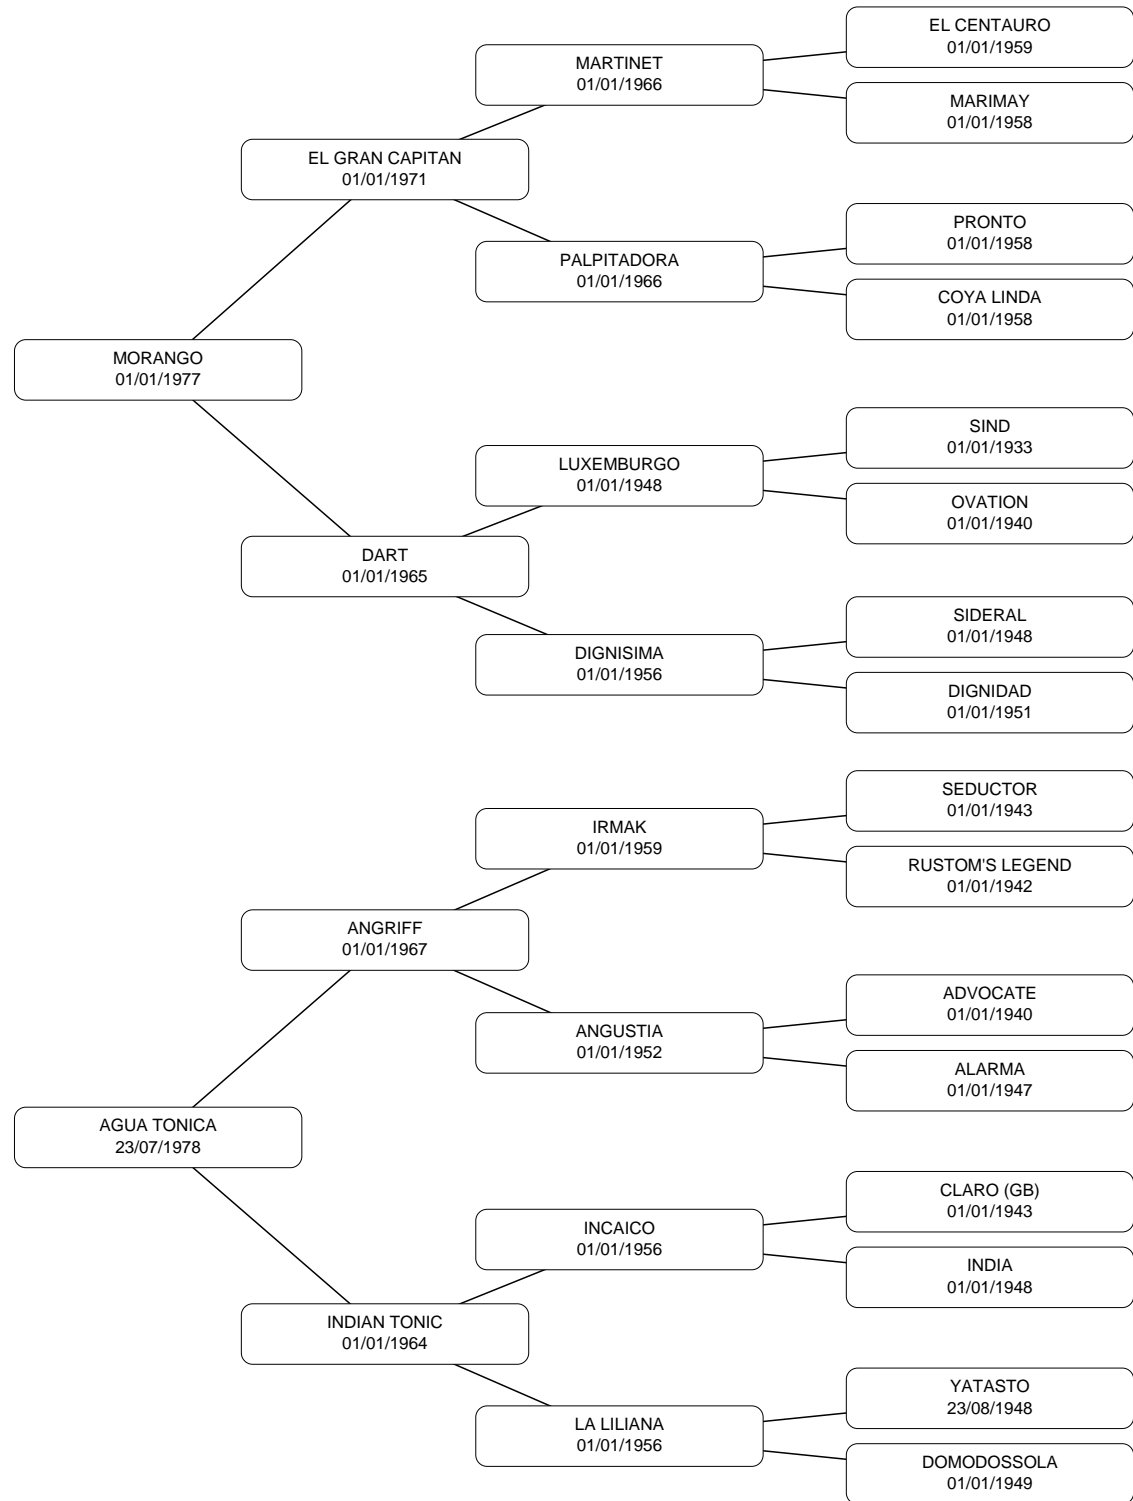 EL CENTAURO
01/01/1959
MARTINET
01/01/1966
MARIMAY
01/01/1958
EL GRAN CAPITAN
01/01/1971
PRONTO
01/01/1958
PALPITADORA
01/01/1966
COYA LINDA
01/01/1958
MORANGO
01/01/1977
SIND
01/01/1933
LUXEMBURGO
01/01/1948
OVATION
01/01/1940
DART
01/01/1965
SIDERAL
01/01/1948
DIGNISIMA
01/01/1956
DIGNIDAD
01/01/1951
SEDUCTOR
01/01/1943
IRMAK
01/01/1959
RUSTOM'S LEGEND
01/01/1942
ANGRIFF
01/01/1967
ADVOCATE
01/01/1940
ANGUSTIA
01/01/1952
ALARMA
01/01/1947
AGUA TONICA
23/07/1978
CLARO (GB)
01/01/1943
INCAICO
01/01/1956
INDIA
01/01/1948
INDIAN TONIC
01/01/1964
YATASTO
23/08/1948
LA LILIANA
01/01/1956
DOMODOSSOLA
01/01/1949